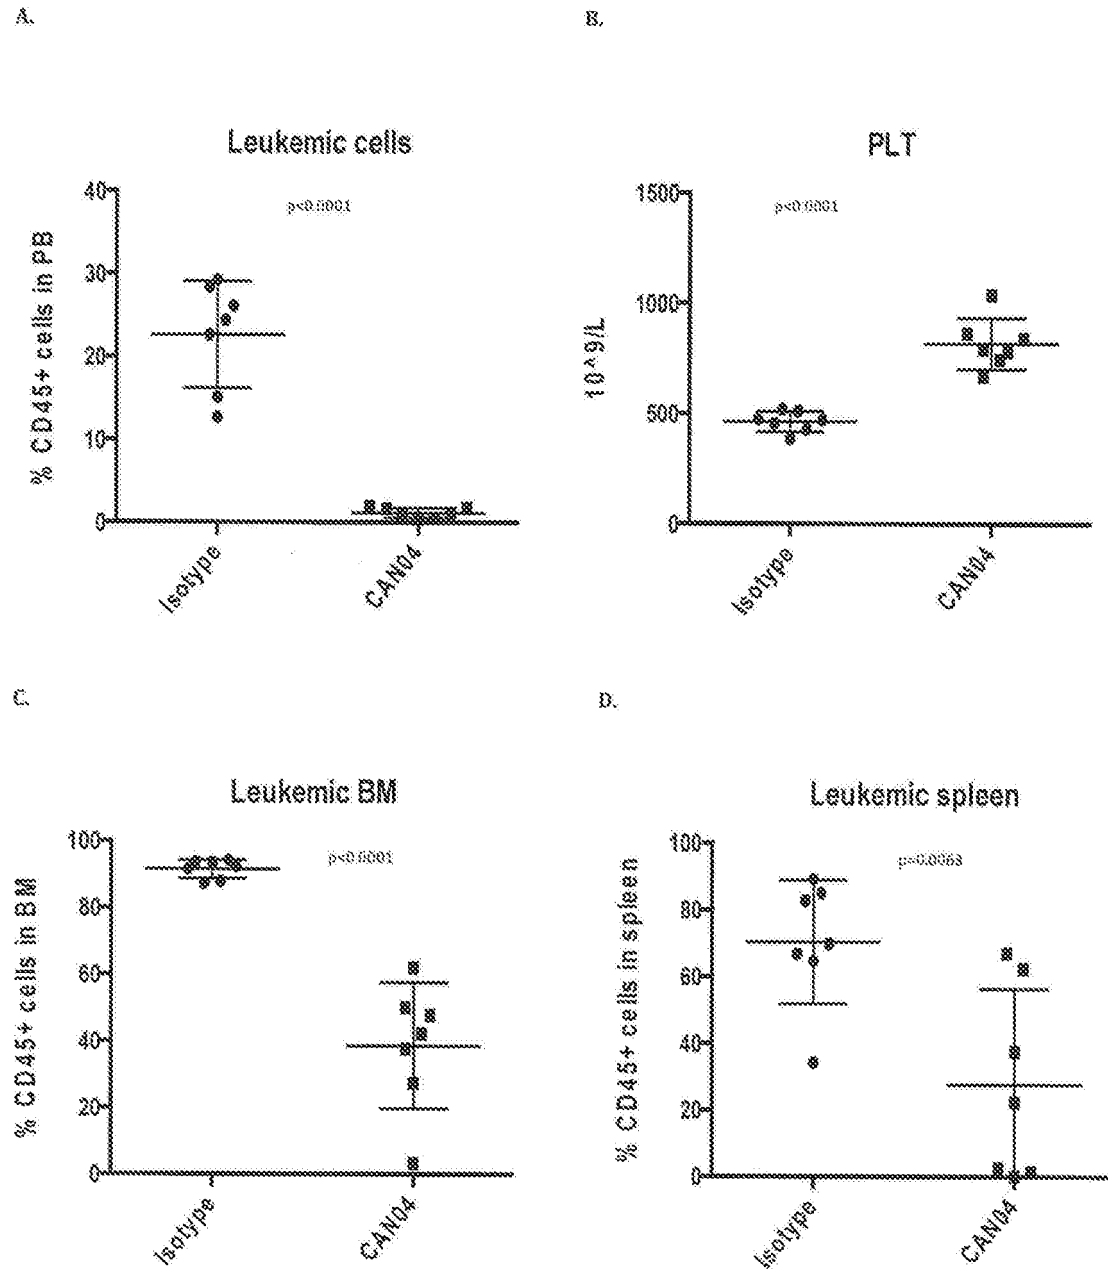 A.
Leukemic cells
p<0.0001
% CD45+ cells in PB
40
30
20
10
0
Isotype
CAN04
B.
PLT
p<0.0001
10^9/L
1500
1000
500
0
Isotype
CAN04
C.
Leukemic BM
p<0.0001
% CD45+ cells in BM
100
80
60
40
20
0
Isotype
CAN04
D.
Leukemic spleen
p=0.0063
% CD45+ cells in spleen
100
80
60
40
20
0
Isotype
CAN04